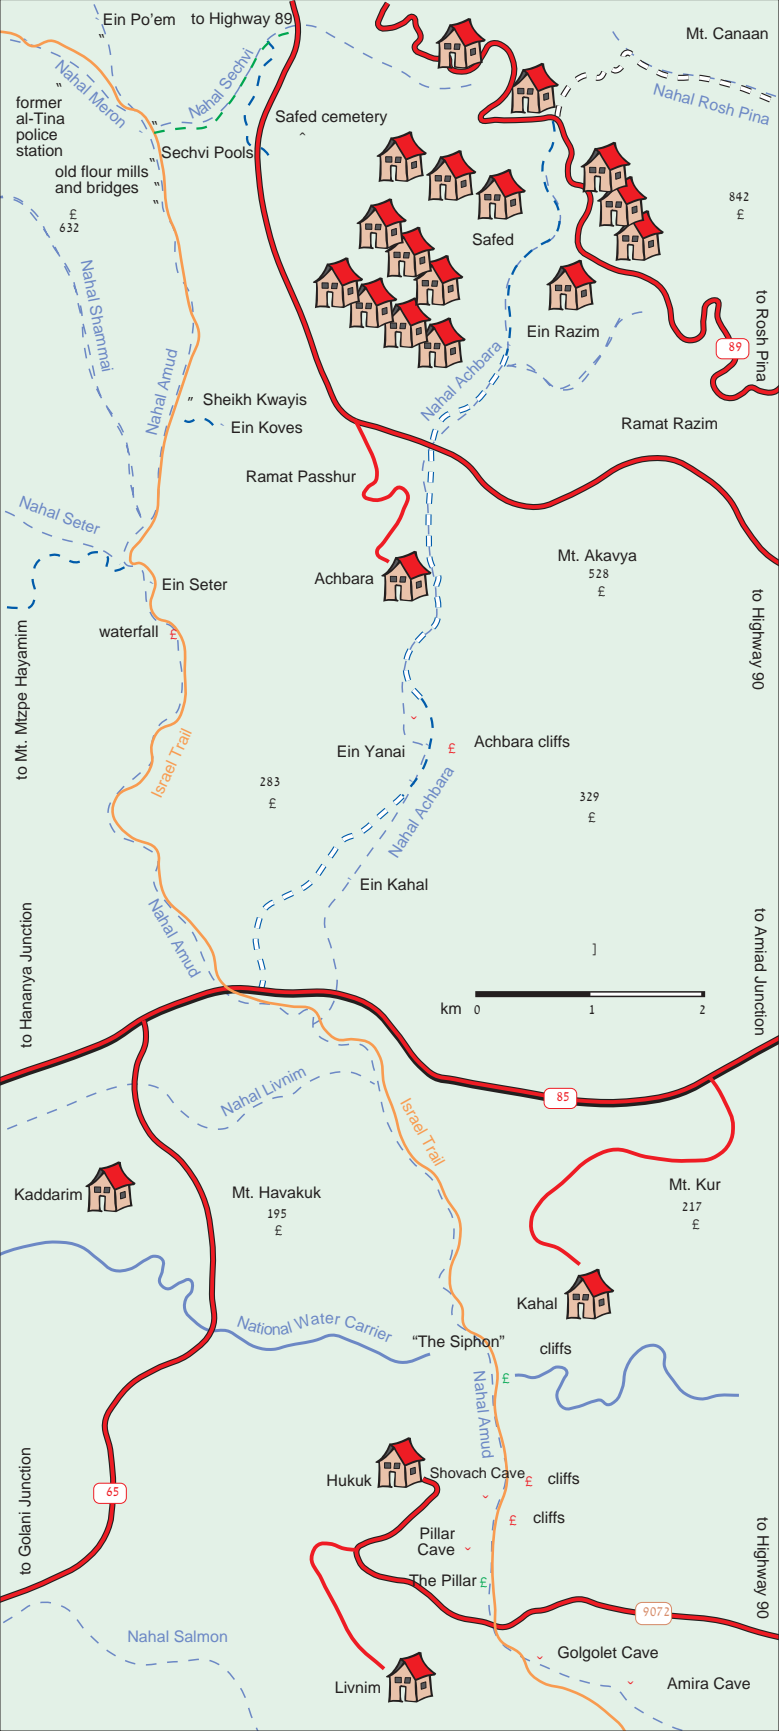 Ein Po'em
to Highway 89
Mt. Canaan
Nahal Meron
Nahal Sechvi
Nahal Rosh Pina
former
al-Tina
police
station
Safed cemetery
Sechvi Pools
old flour mills
and bridges
842
£
£
632
Safed
Nahal Shammai
Ein Razim
to Rosh Pina
89
Nahal Amud
Nahal Achbara
Sheikh Kwayis
Ein Koves
Ramat Razim
Ramat Passhur
Nahal Seter
Mt. Akavya
528
£
Achbara
Ein Seter
to Highway 90
waterfall £
to Mt. Mtzpe Hayamim
Israel Trail
Ein Yanai
£ Achbara cliffs
283
£
329
£
Nahal Achbara
Ein Kahal
Nahal Amud
to Hananya Junction
to Amiad Junction
]
km 0 1 2
85
Nahal Livnim
Israel Trail
Kaddarim
Mt. Havakuk
195
£
Mt. Kur
217
£
Kahal
National Water Carrier
“The Siphon”
cliffs
£
Nahal Amud
Hukuk
Shovach Cave
£ cliffs
65
to Golani Junction
£ cliffs
Pillar
Cave
The Pillar £
to Highway 90
9072
Nahal Salmon
Golgolet Cave
Livnim
Amira Cave